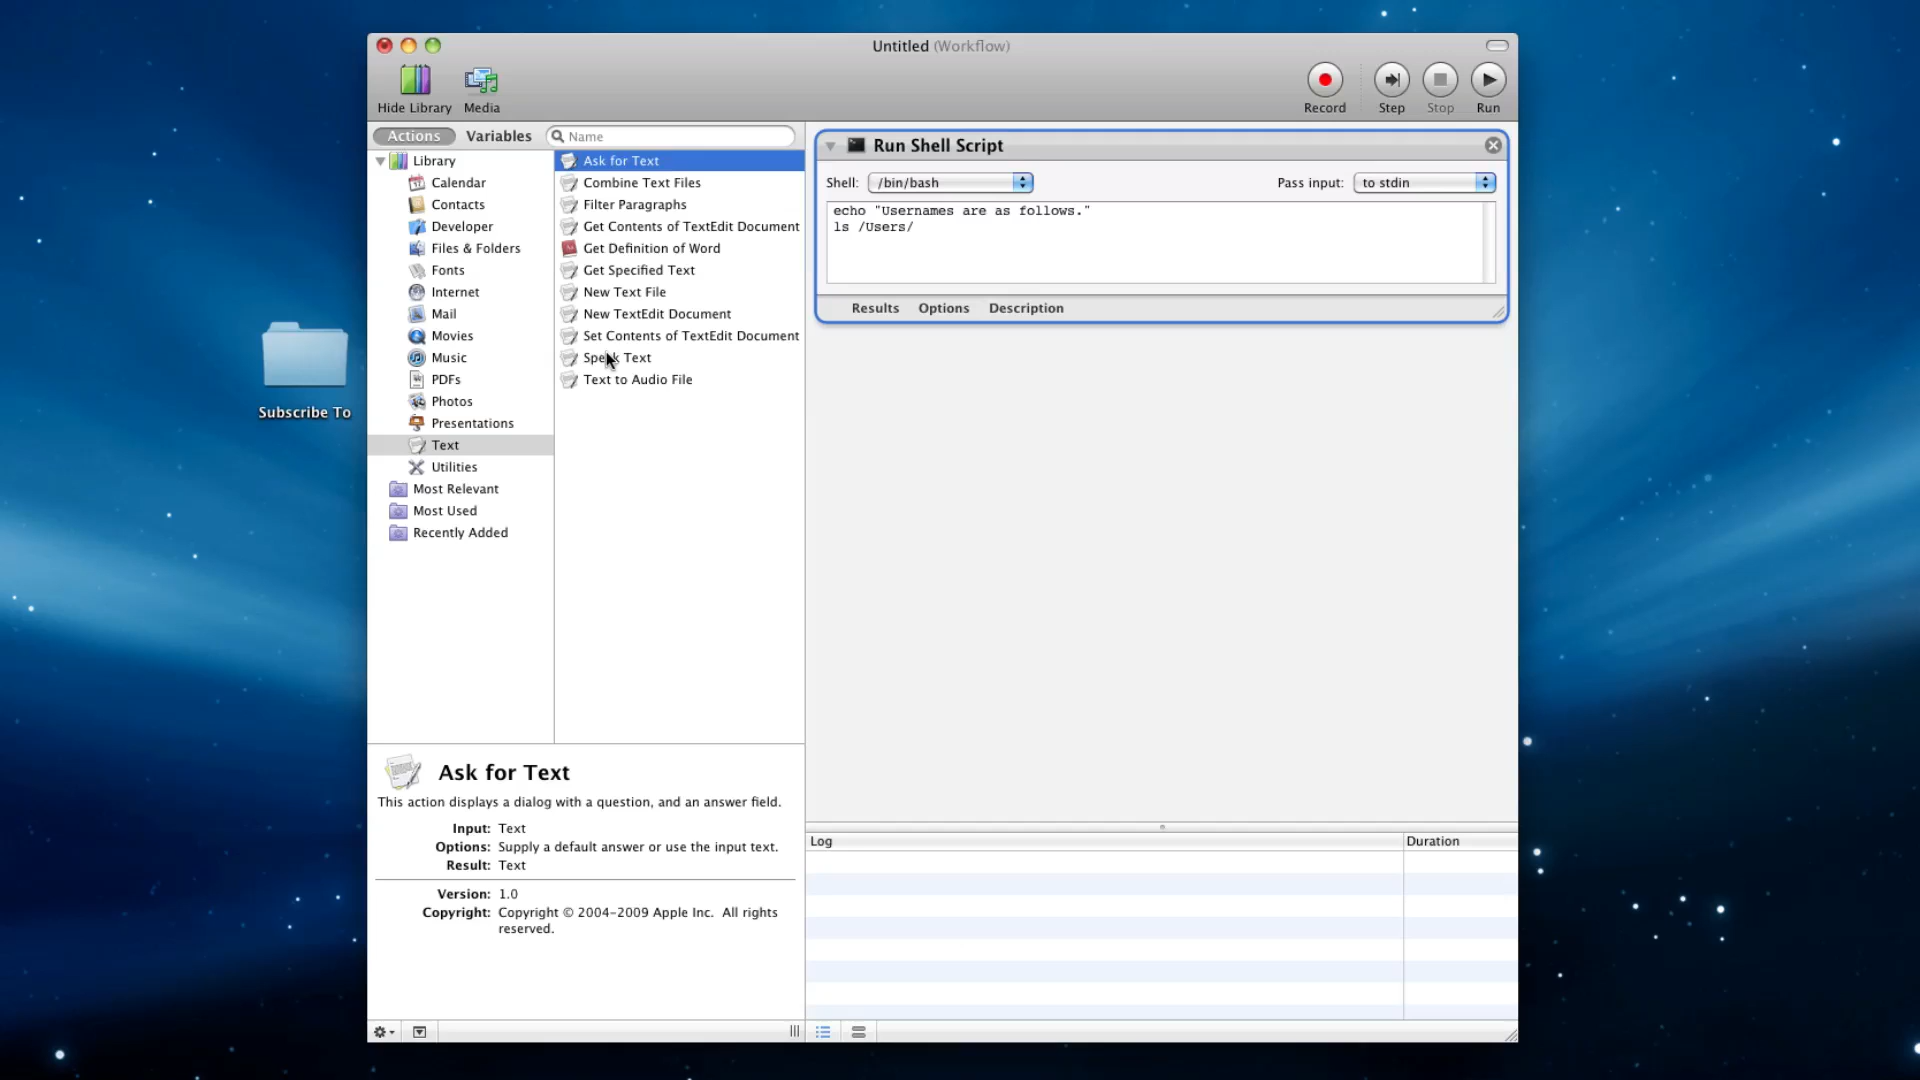 Untitled (Workflow)
Hide Library
Media
Record
Step
Stop
Run
Actions
Variables
Name
Library
Calendar
Contacts
Developer
Files & Folders
Fonts
Internet
Mail
Movies
Music
PDFs
Photos
Presentations
Text
Utilities
Most Relevant
Most Used
Recently Added
Ask for Text
Combine Text Files
Filter Paragraphs
Get Contents of TextEdit Document
Get Definition of Word
Get Specified Text
New Text File
New TextEdit Document
Set Contents of TextEdit Document
Speak Text
Text to Audio File
Run Shell Script
Shell: /bin/bash
Pass input: to stdin
echo "Usernames are as follows."
ls /Users/
Results Options Description
Subscribe To
Ask for Text
This action displays a dialog with a question, and an answer field.
Input: Text
Options: Supply a default answer or use the input text.
Result: Text
Version: 1.0
Copyright: Copyright © 2004-2009 Apple Inc. All rights
reserved.
Log
Duration